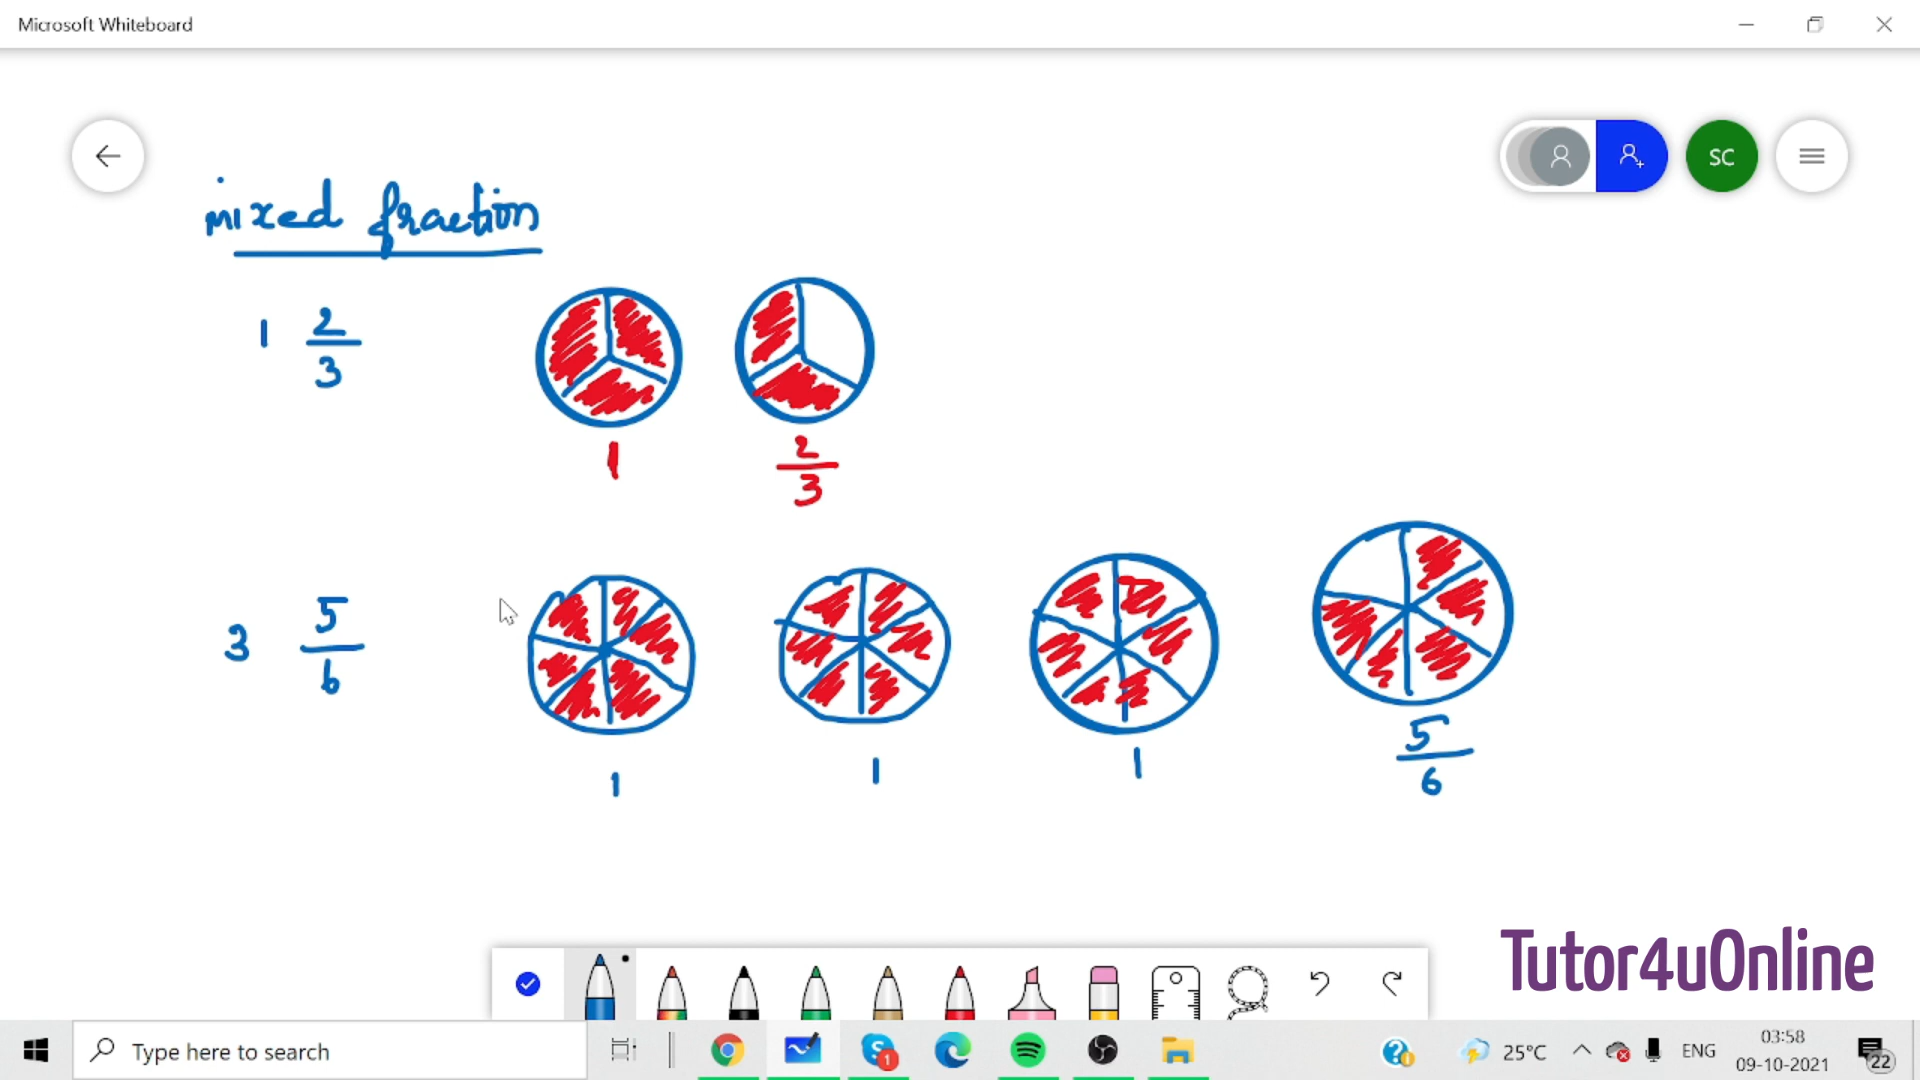 Microsoft Whiteboard
SC
mixed fraction
1 2/3
1
2/3
3 5/6
1
1
1
5/6
Tutor4uOnline
Type here to search
1
25°C
ENG
03:58
09-10-2021
22